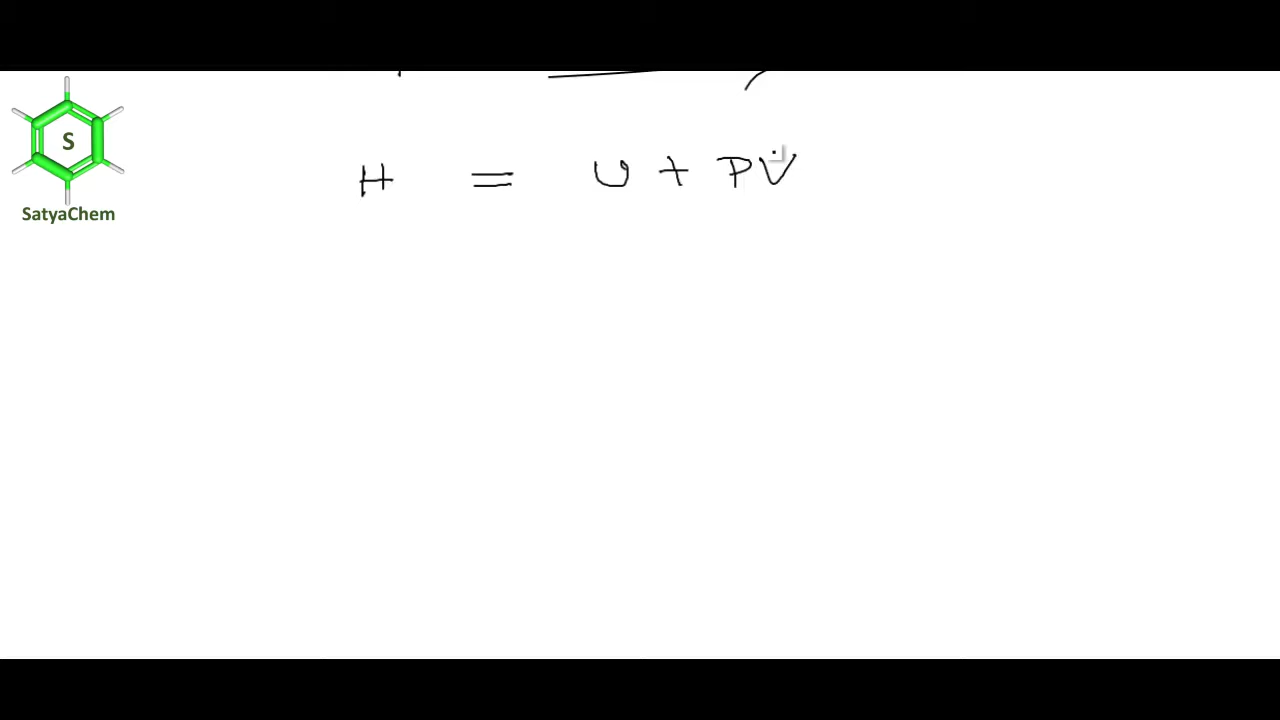 S
SatyaChem
H = U + PV